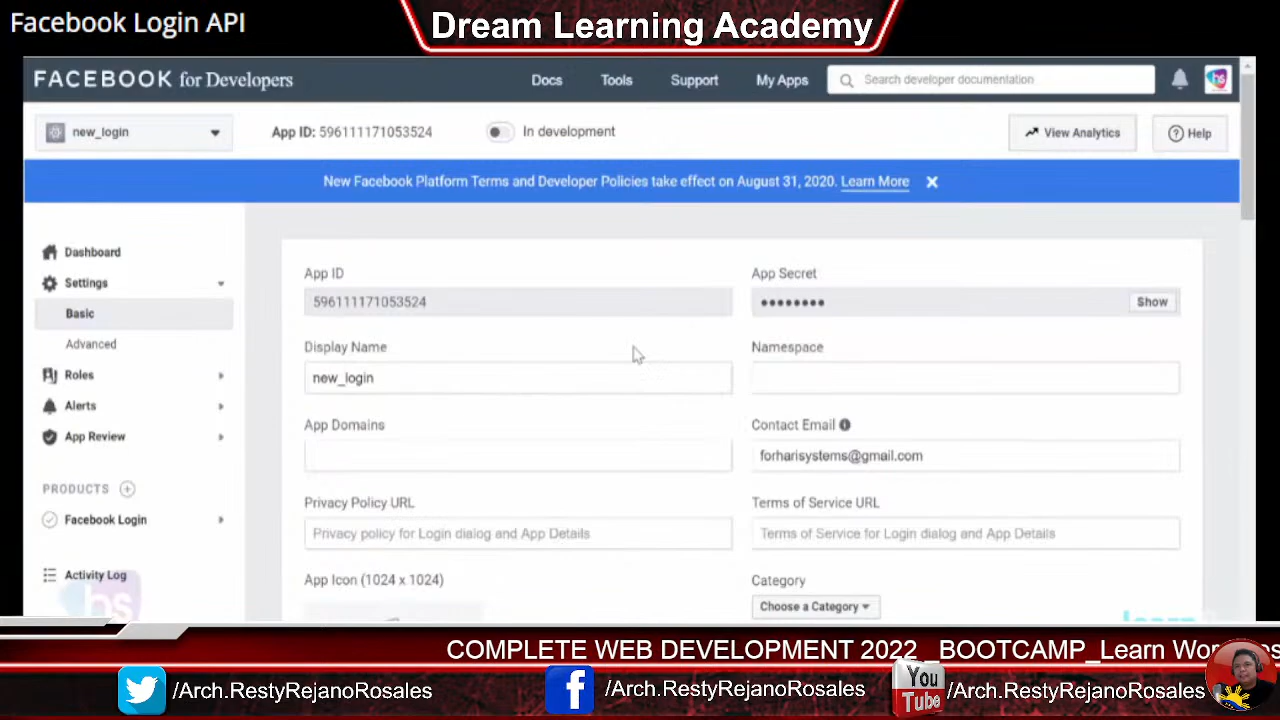 Facebook Login API
Dream Learning Academy
FACEBOOK for Developers
Docs Tools Support My Apps Search developer documentation
new_login App ID: 596111171053524 In development View Analytics Help
New Facebook Platform Terms and Developer Policies take effect on August 31, 2020. Learn More
Dashboard
Settings
Basic
Advanced
Roles
Alerts
App Review
PRODUCTS
Facebook Login
Activity Log
App ID
596111171053524
App Secret
Show
Display Name
new_login
Namespace
App Domains
Contact Email
forharisystems@gmail.com
Privacy Policy URL
Privacy policy for Login dialog and App Details
Terms of Service URL
Terms of Service for Login dialog and App Details
App Icon (1024 x 1024)
Category
Choose a Category
hs
COMPLETE WEB DEVELOPMENT 2022 _BOOTCAMP_Learn
/Arch.RestyRejanoRosales
/Arch.RestyRejanoRosales
You
Tube
/Arch.RestyRejanoRosales